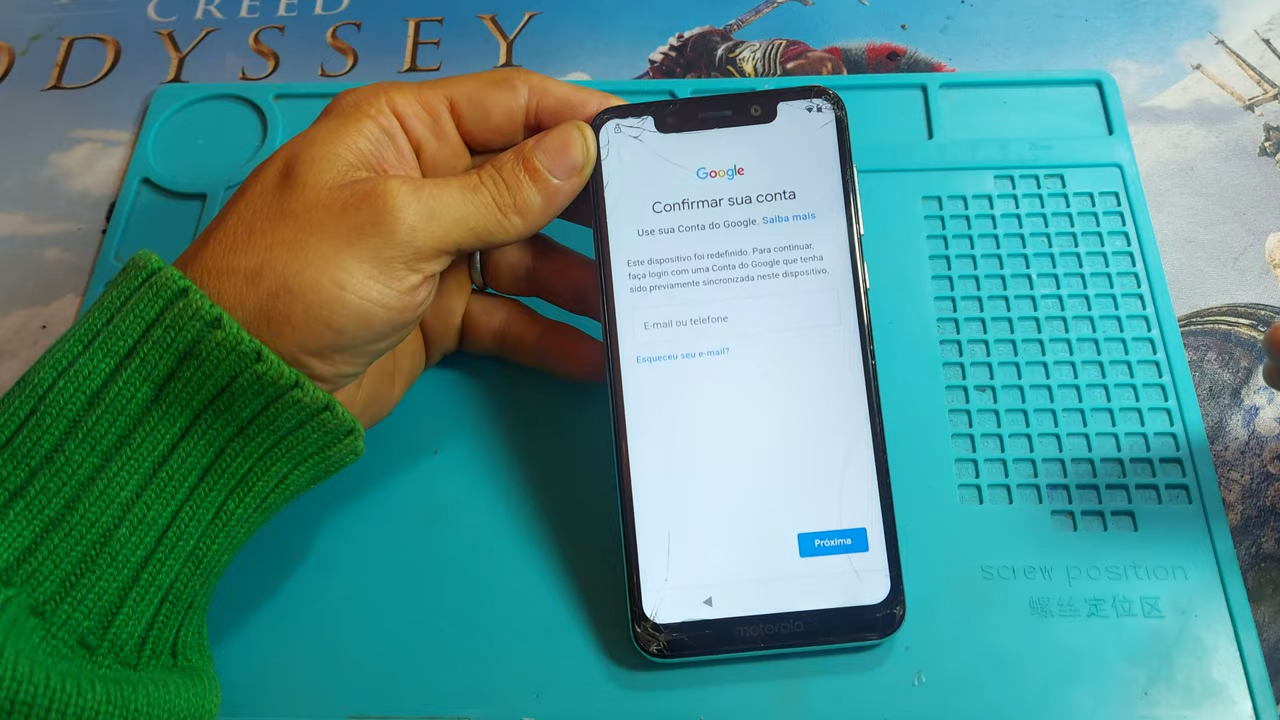 CREED
ODYSSEY
Google
Confirmar sua conta
Use sua Conta do Google. Saiba mais
Este dispositivo foi redefinido. Para continuar,
faça login com uma Conta do Google que tenha
sido previamente sincronizada neste dispositivo.
E-mail ou telefone
Esqueceu seu e-mail?
Próxima
motorola
screw position
螺丝定位区